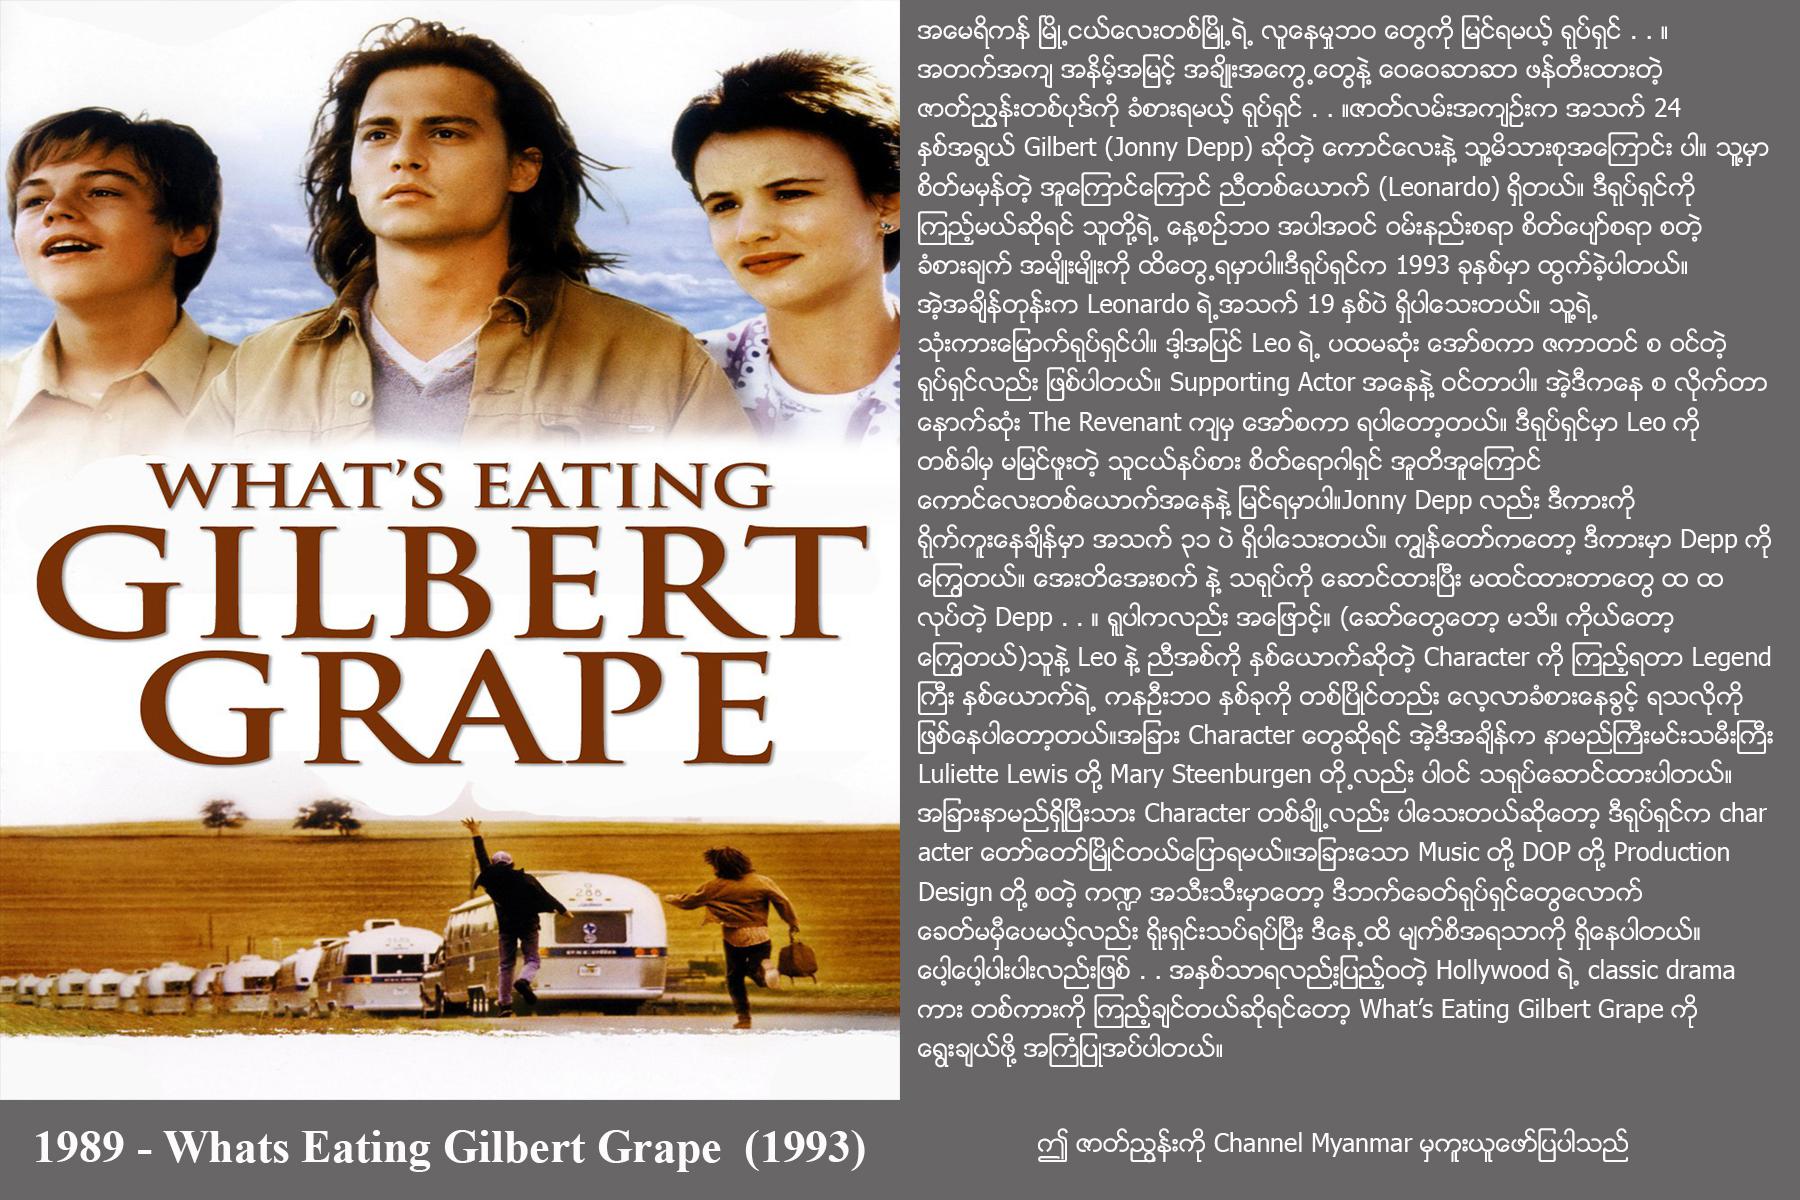 WHAT'S EATING
GILBERT
GRAPE
1989 - Whats Eating Gilbert Grape (1993)
အမေရိကန် မြို့ငယ်လေးတစ်မြို့ရဲ့ လူနေမှုဘဝ တွေကို မြင်ရမယ့် ရုပ်ရှင် . . ။
အတက်အကျ အနိမ့်အမြင့် အချိုးအကွေ့တွေနဲ့ ဝေဝေဆာဆာ ဖန်တီးထားတဲ့
ဇာတ်ညွှန်းတစ်ပုဒ်ကို ခံစားရမယ့် ရုပ်ရှင် . . ။ဇာတ်လမ်းအကျဉ်းက အသက် 24
နှစ်အရွယ် Gilbert (Jonny Depp) ဆိုတဲ့ ကောင်လေးနဲ့ သူ့မိသားစုအကြောင်း ပါ။ သူ့မှာ
စိတ်မမှန်တဲ့ အူကြောင်ကြောင် ညီတစ်ယောက် (Leonardo) ရှိတယ်။ ဒီရုပ်ရှင်ကို
ကြည့်မယ်ဆိုရင် သူတို့ရဲ့ နေ့စဉ်ဘဝ အပါအဝင် ဝမ်းနည်းစရာ စိတ်ပျော်စရာ စတဲ့
ခံစားချက် အမျိုးမျိုးကို ထိတွေ့ရမှာပါ။ဒီရုပ်ရှင်က 1993 ခုနှစ်မှာ ထွက်ခဲ့ပါတယ်။
အဲ့အချိန်တုန်းက Leonardo ရဲ့အသက် 19 နှစ်ပဲ ရှိပါသေးတယ်။ သူ့ရဲ့
သုံးကားမြောက်ရုပ်ရှင်ပါ။ ဒါ့အပြင် Leo ရဲ့ ပထမဆုံး အော်စကာ ဇကာတင် စ ဝင်တဲ့
ရုပ်ရှင်လည်း ဖြစ်ပါတယ်။ Supporting Actor အနေနဲ့ ဝင်တာပါ။ အဲ့ဒီကနေ စ လိုက်တာ
နောက်ဆုံး The Revenant ကျမှ အော်စကာ ရပါတော့တယ်။ ဒီရုပ်ရှင်မှာ Leo ကို
တစ်ခါမှ မမြင်ဖူးတဲ့ သူငယ်နပ်စား စိတ်ရောဂါရှင် အူတိအူကြောင်
ကောင်လေးတစ်ယောက်အနေနဲ့ မြင်ရမှာပါ။Jonny Depp လည်း ဒီကားကို
ရိုက်ကူးနေချိန်မှာ အသက် ၃၁ ပဲ ရှိပါသေးတယ်။ ကျွန်တော်ကတော့ ဒီကားမှာ Depp ကို
ကြွေတယ်။ အေးတိအေးစက် နဲ့ သရုပ်ကို ဆောင်ထားပြီး မထင်ထားတာတွေ ထ ထ
လုပ်တဲ့ Depp . . ။ ရူပါကလည်း အဖြောင့်။ (ဆော်တွေတော့ မသိ။ ကိုယ်တော့
ကြွေတယ်)သူနဲ့ Leo နဲ့ ညီအစ်ကို နှစ်ယောက်ဆိုတဲ့ Character ကို ကြည့်ရတာ Legend
ကြီး နှစ်ယောက်ရဲ့ ကနဦးဘဝ နှစ်ခုကို တစ်ပြိုင်တည်း လေ့လာခံစားနေခွင့် ရသလိုကို
ဖြစ်နေပါတော့တယ်။အခြား Character တွေဆိုရင် အဲ့ဒီအချိန်က နာမည်ကြီးမင်းသမီးကြီး
Luliette Lewis တို့ Mary Steenburgen တို့လည်း ပါဝင် သရုပ်ဆောင်ထားပါတယ်။
အခြားနာမည်ရှိပြီးသား Character တစ်ချို့လည်း ပါသေးတယ်ဆိုတော့ ဒီရုပ်ရှင်က char
acter တော်တော်မြိုင်တယ်ပြောရမယ်။အခြားသော Music တို့ DOP တို့ Production
Design တို့ စတဲ့ ကဏ္ဍ အသီးသီးမှာတော့ ဒီဘက်ခေတ်ရုပ်ရှင်တွေလောက်
ခေတ်မမှီပေမယ့်လည်း ရိုးရှင်းသပ်ရပ်ပြီး ဒီနေ့ထိ မျက်စိအရသာကို ရှိနေပါတယ်။
ပေါ့ပေါ့ပါးပါးလည်းဖြစ် . . အနှစ်သာရလည်းပြည့်ဝတဲ့ Hollywood ရဲ့ classic drama
ကား တစ်ကားကို ကြည့်ချင်တယ်ဆိုရင်တော့ What's Eating Gilbert Grape ကို
ရွေးချယ်ဖို့ အကြံပြုအပ်ပါတယ်။
ဤ ဇာတ်ညွှန်းကို Channel Myanmar မှကူးယူဖော်ပြပါသည်